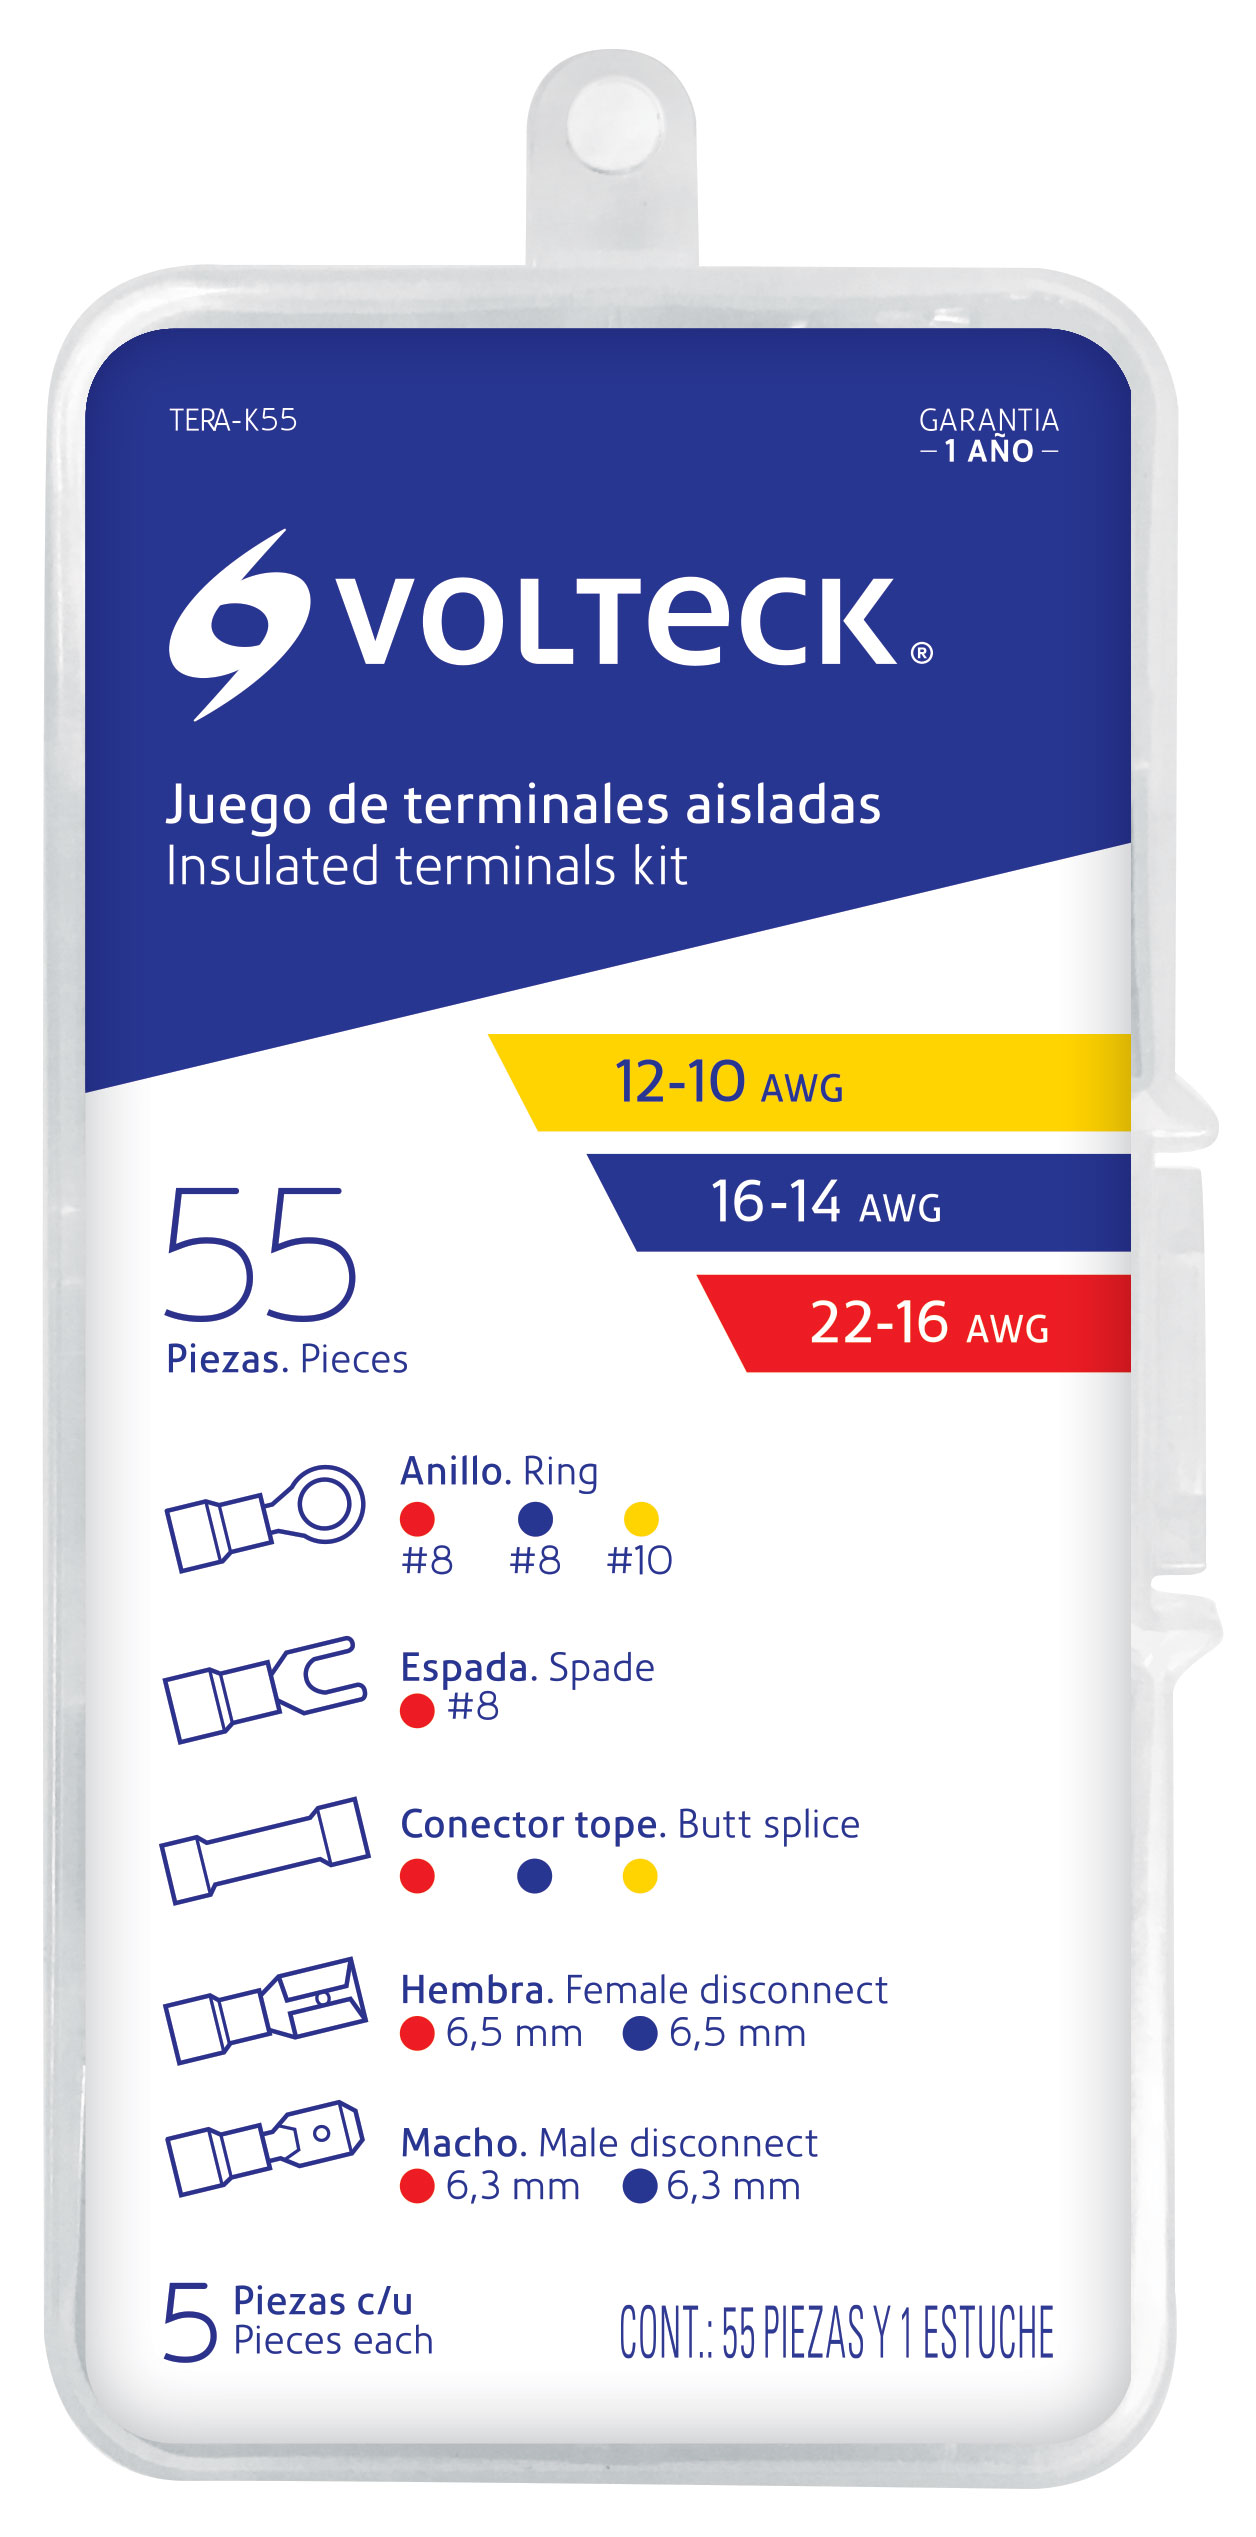 TERA-K55
GARANTIA
– 1 AÑO –
VOLTECK®
Juego de terminales aisladas
Insulated terminals kit
12-10 AWG
16-14 AWG
22-16 AWG
55
Piezas. Pieces
Anillo. Ring
#8 #8 #10
Espada. Spade
#8
Conector tope. Butt splice
Hembra. Female disconnect
6,5 mm 6,5 mm
Macho. Male disconnect
6,3 mm 6,3 mm
5 Piezas c/u
Pieces each
CONT.: 55 PIEZAS Y 1 ESTUCHE